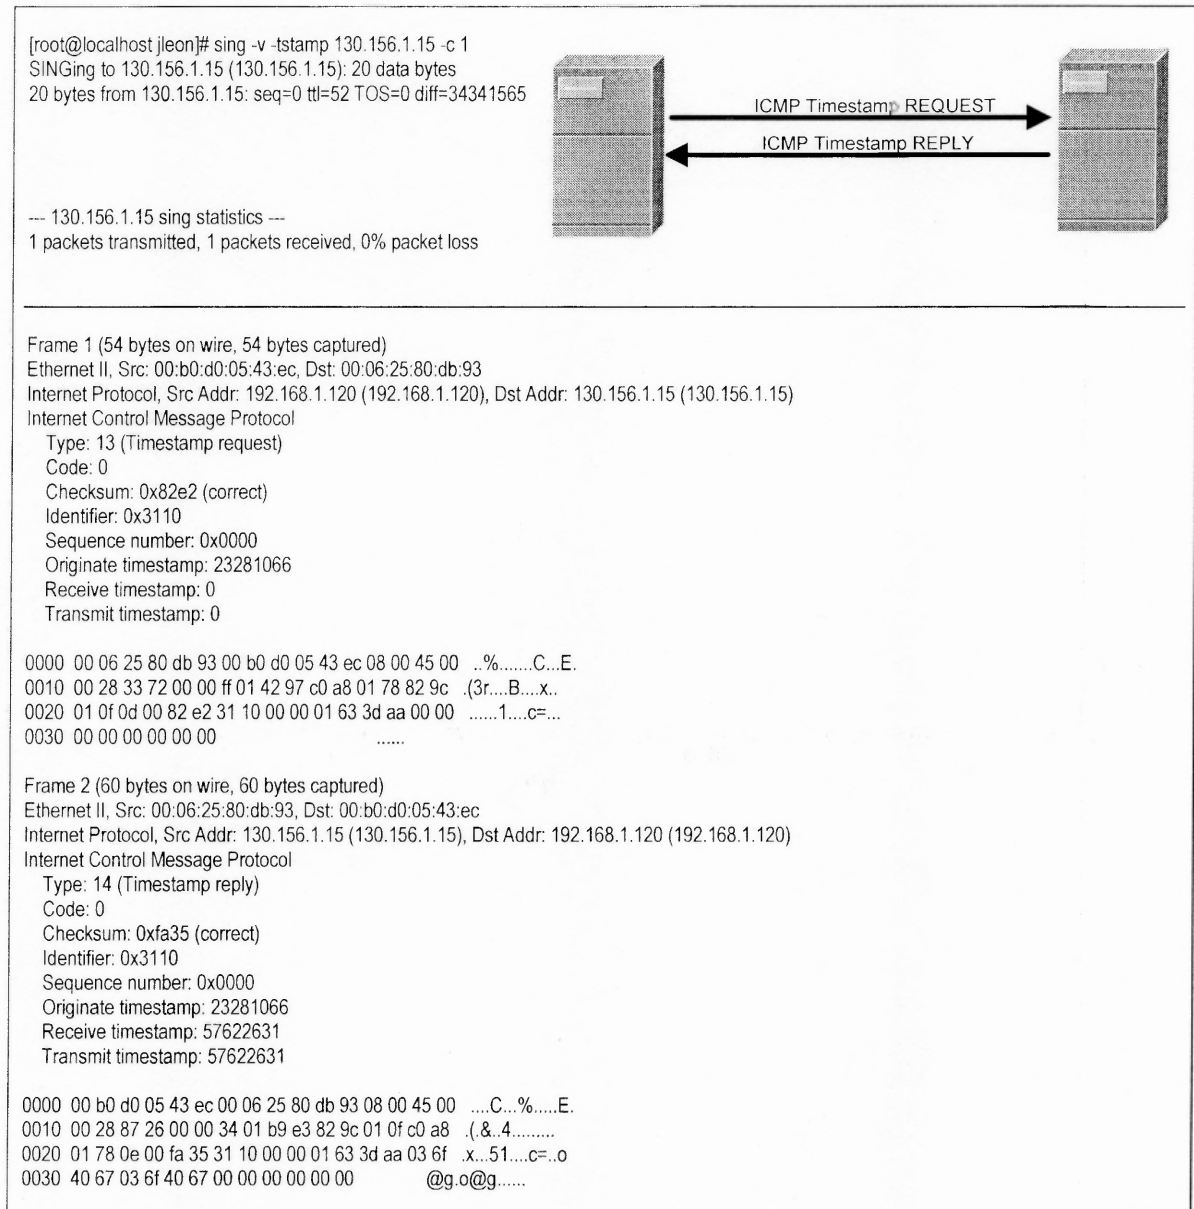 [root@localhost jleon]# sing -v -tstamp 130.156.1.15 -c 1
SINGing to 130.156.1.15 (130.156.1.15): 20 data bytes
20 bytes from 130.156.1.15: seq=0 ttl=52 TOS=0 diff=34341565
ICMP Timestamp REQUEST
ICMP Timestamp REPLY
--- 130.156.1.15 sing statistics ---
1 packets transmitted, 1 packets received, 0% packet loss
Frame 1 (54 bytes on wire, 54 bytes captured)
Ethernet II, Src: 00:b0:d0:05:43:ec, Dst: 00:06:25:80:db:93
Internet Protocol, Src Addr: 192.168.1.120 (192.168.1.120), Dst Addr: 130.156.1.15 (130.156.1.15)
Internet Control Message Protocol
Type: 13 (Timestamp request)
Code: 0
Checksum: 0x82e2 (correct)
Identifier: 0x3110
Sequence number: 0x0000
Originate timestamp: 23281066
Receive timestamp: 0
Transmit timestamp: 0
0000 00 06 25 80 db 93 00 b0 d0 05 43 ec 08 00 45 00 ..%.......C...E.
0010 00 28 33 72 00 00 ff 01 42 97 c0 a8 01 78 82 9c .(3r....B....x..
0020 01 0f 0d 00 82 e2 31 10 00 00 01 63 3d aa 00 00 ......1....c=...
0030 00 00 00 00 00 00 ......
Frame 2 (60 bytes on wire, 60 bytes captured)
Ethernet II, Src: 00:06:25:80:db:93, Dst: 00:b0:d0:05:43:ec
Internet Protocol, Src Addr: 130.156.1.15 (130.156.1.15), Dst Addr: 192.168.1.120 (192.168.1.120)
Internet Control Message Protocol
Type: 14 (Timestamp reply)
Code: 0
Checksum: 0xfa35 (correct)
Identifier: 0x3110
Sequence number: 0x0000
Originate timestamp: 23281066
Receive timestamp: 57622631
Transmit timestamp: 57622631
0000 00 b0 d0 05 43 ec 00 06 25 80 db 93 08 00 45 00 ....C...%.....E.
0010 00 28 87 26 00 00 34 01 b9 e3 82 9c 01 0f c0 a8 .(.&..4.........
0020 01 78 0e 00 fa 35 31 10 00 00 01 63 3d aa 03 6f .x...51....c=..o
0030 40 67 03 6f 40 67 00 00 00 00 00 00 @g.o@g......